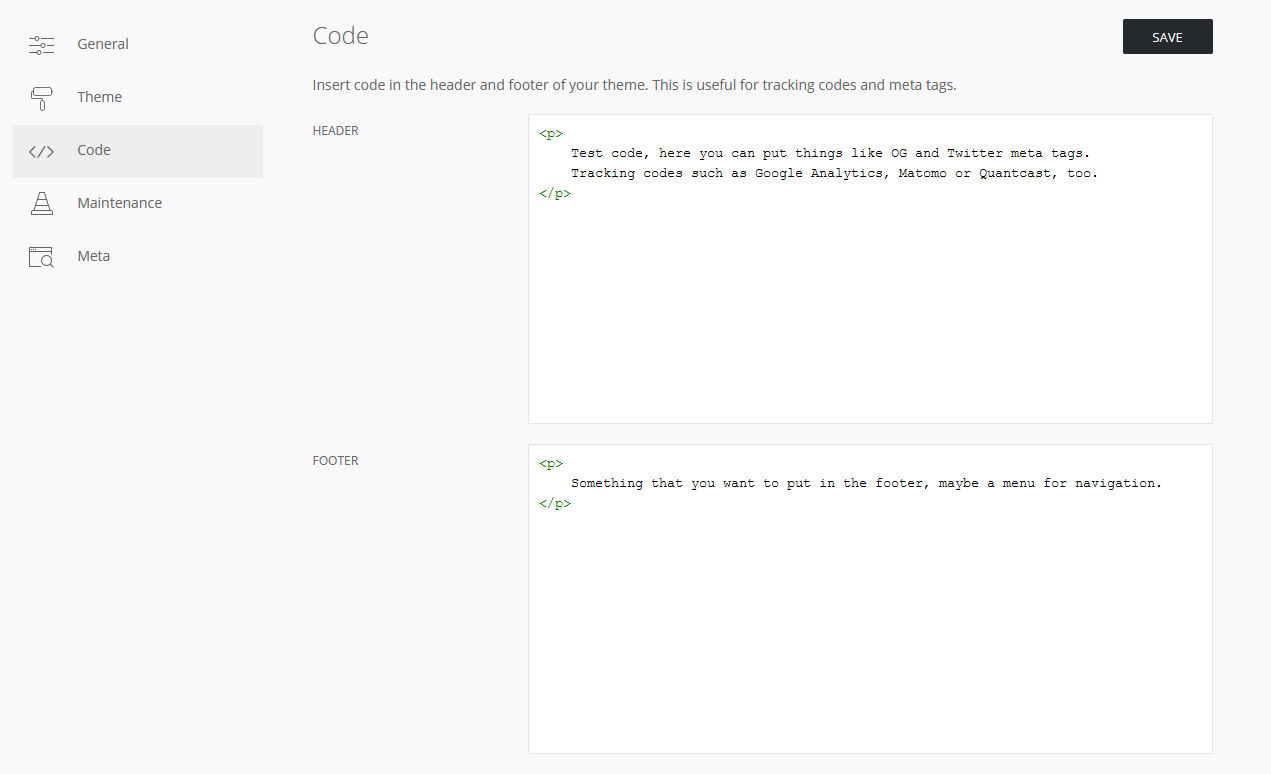 General
Theme
Code
Maintenance
Meta
Code
SAVE
Insert code in the header and footer of your theme. This is useful for tracking codes and meta tags.
HEADER
<p>
Test code, here you can put things like OG and Twitter meta tags.
Tracking codes such as Google Analytics, Matomo or Quantcast, too.
</p>
FOOTER
<p>
Something that you want to put in the footer, maybe a menu for navigation.
</p>